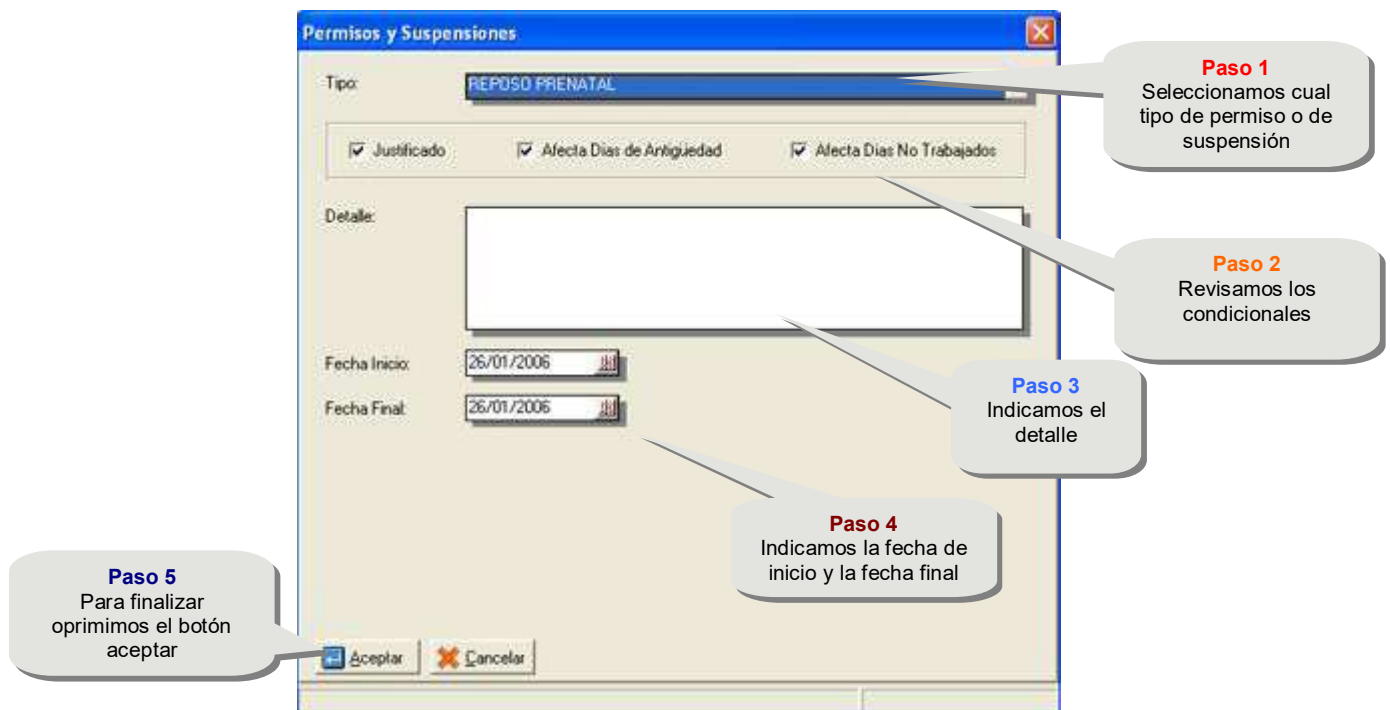 Permisos y Suspensiones
Tipo:
REPOSO PRENATAL
Paso 1
Seleccionamos cual
tipo de permiso o de
suspensión
Justificado
Afecta Dias de Antigüedad
Afecta Dias No Trabajados
Detalle:
Paso 2
Revisamos los
condicionales
Fecha Inicio:
26/01/2006
Paso 3
Indicamos el
detalle
Fecha Final:
26/01/2006
Paso 4
Indicamos la fecha de
inicio y la fecha final
Paso 5
Para finalizar
oprimimos el botón
aceptar
Aceptar
Cancelar